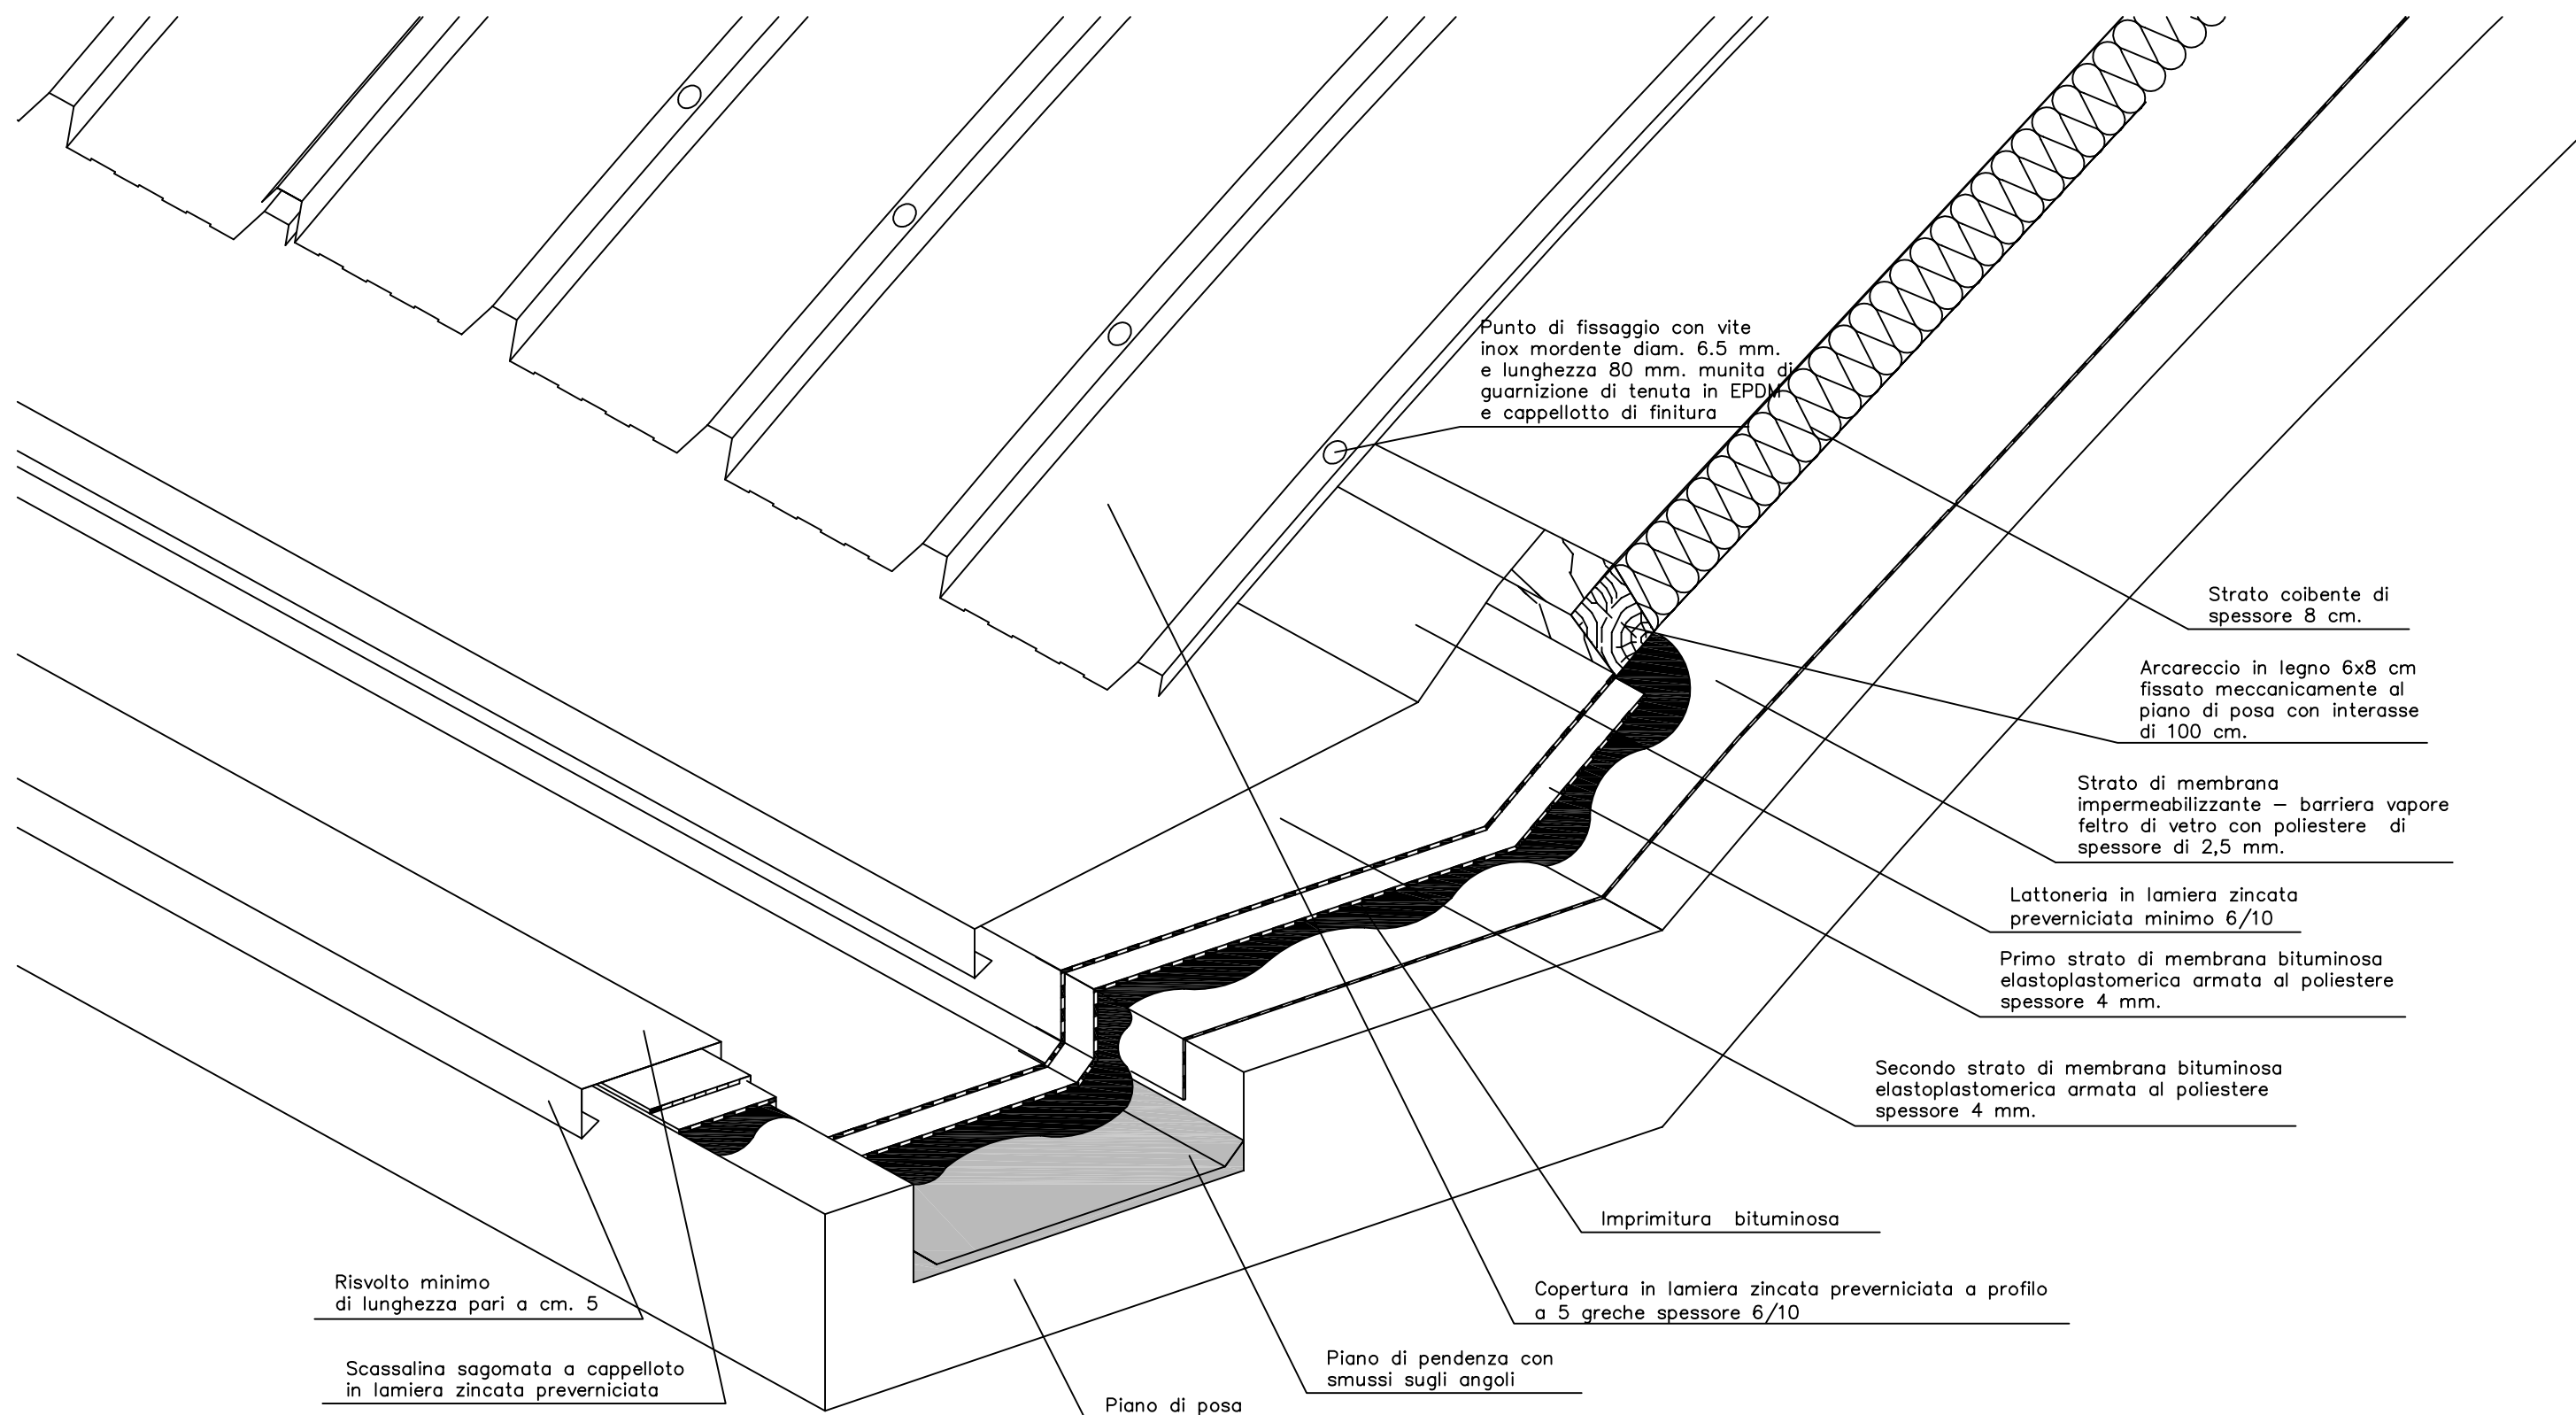 Punto di fissaggio con vite
inox mordente diam. 6.5 mm.
e lunghezza 80 mm. munita di
guarnizione di tenuta in EPDM
e cappellotto di finitura
Strato coibente di
spessore 8 cm.
Arcareccio in legno 6x8 cm
fissato meccanicamente al
piano di posa con interasse
di 100 cm.
Strato di membrana
impermeabilizzante – barriera vapore
feltro di vetro con poliestere di
spessore di 2,5 mm.
Lattoneria in lamiera zincata
preverniciata minimo 6/10
Primo strato di membrana bituminosa
elastoplastomerica armata al poliestere
spessore 4 mm.
Secondo strato di membrana bituminosa
elastoplastomerica armata al poliestere
spessore 4 mm.
Imprimitura bituminosa
Copertura in lamiera zincata preverniciata a profilo
a 5 greche spessore 6/10
Piano di pendenza con
smussi sugli angoli
Piano di posa
Risvolto minimo
di lunghezza pari a cm. 5
Scassalina sagomata a cappelloto
in lamiera zincata preverniciata